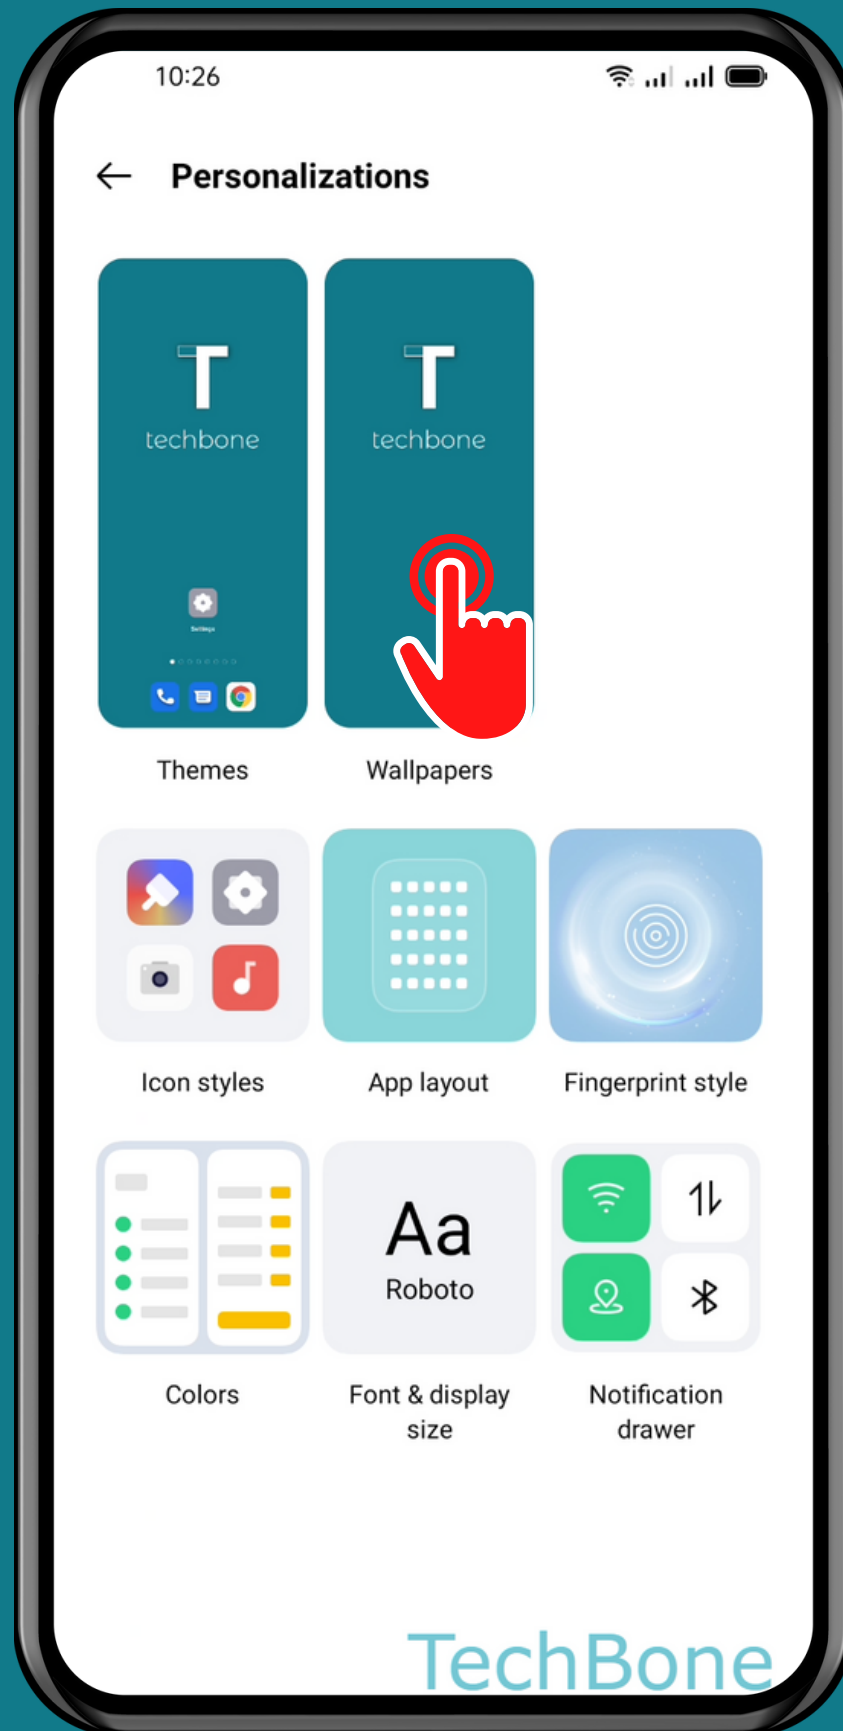 10:26
Personalizations
T
techbone
T
techbone
Settings
Themes
Wallpapers
Icon styles
App layout
Fingerprint style
Aa
Roboto
Colors
Font & display
size
Notification
drawer
TechBone